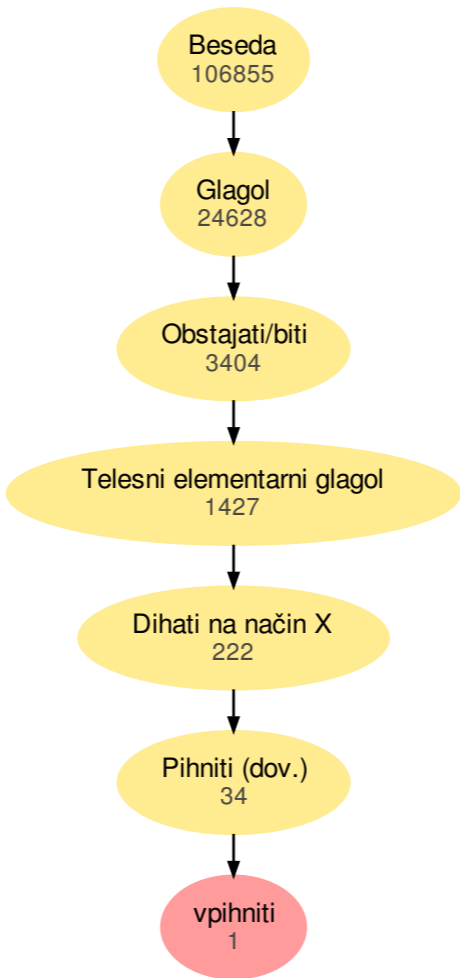 Beseda
106855
Glagol
24628
Obstajati/biti
3404
Telesni elementarni glagol
1427
Dihati na način X
222
Pihniti (dov.)
34
vpihniti
1